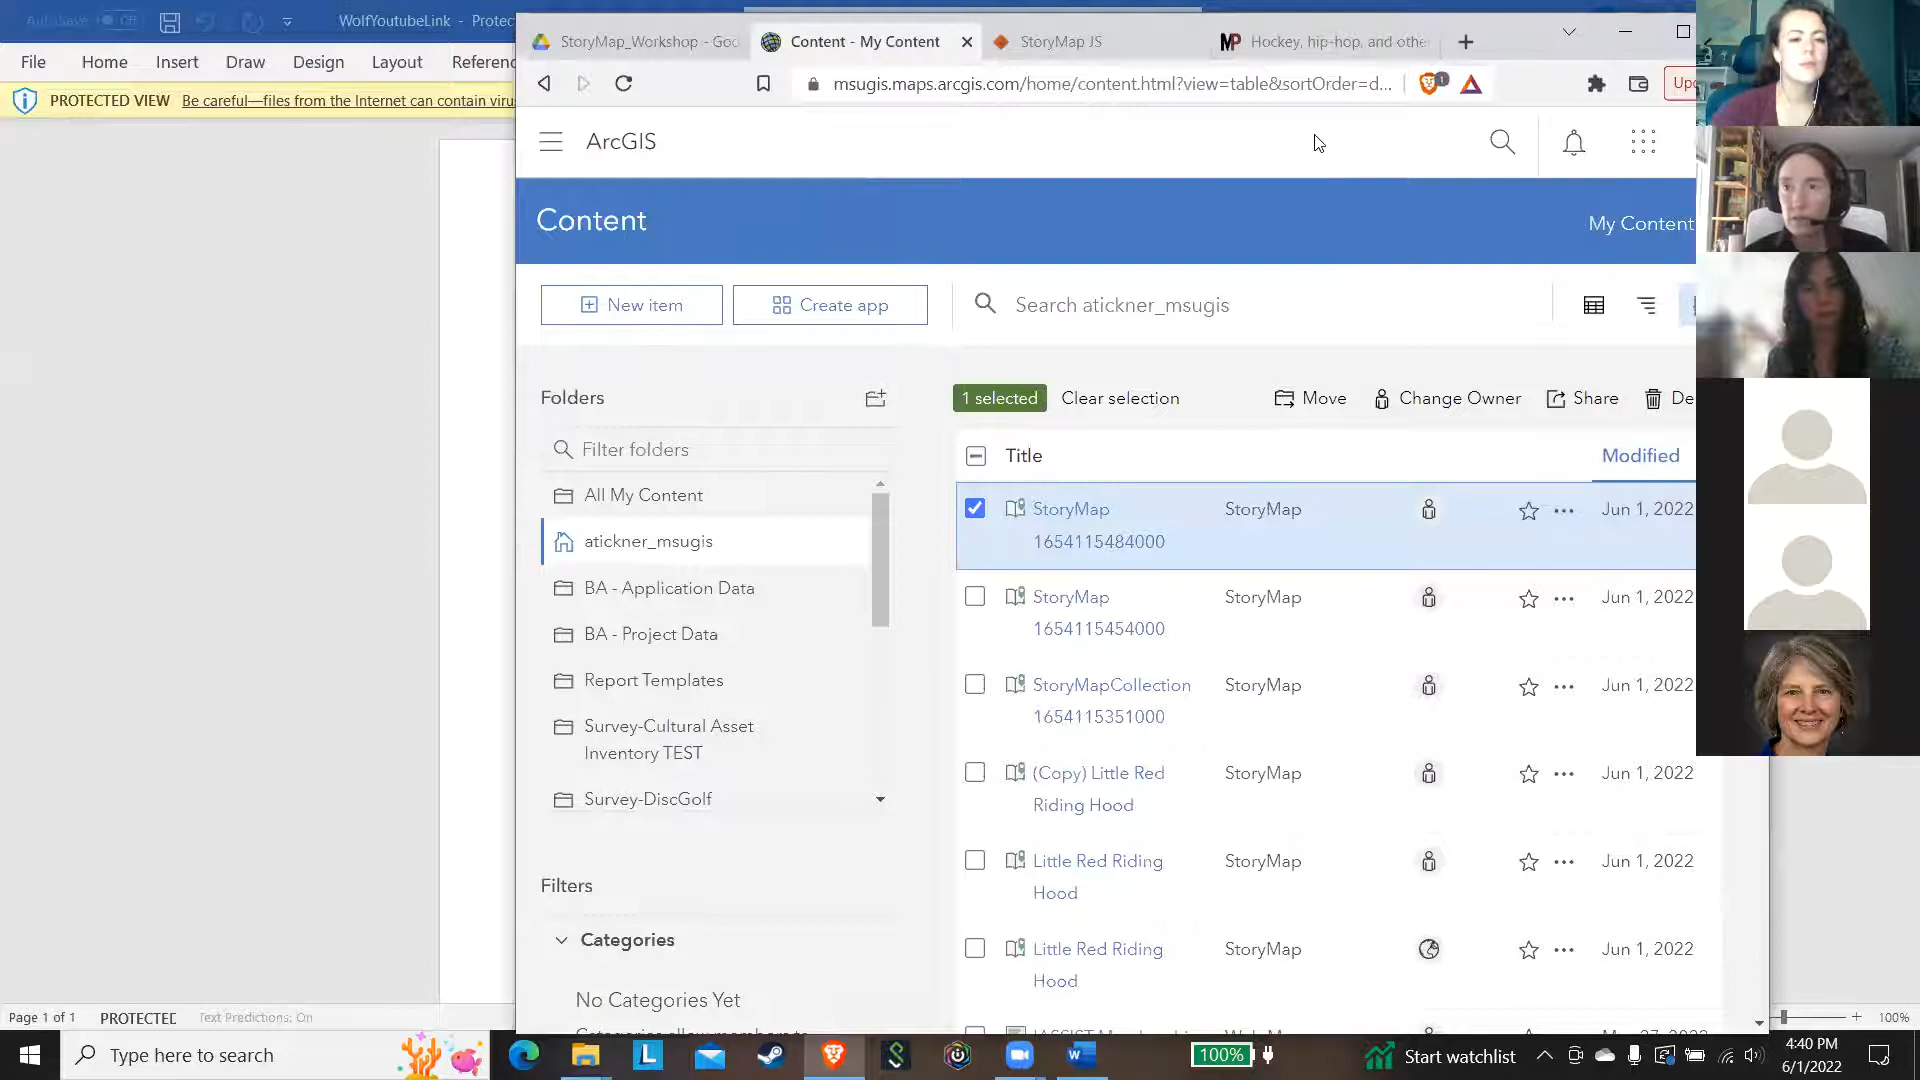 AutoSave Off
WolfYoutubeLink - Protec
File Home Insert Draw Design Layout Referenc
PROTECTED VIEW Be careful—files from the Internet can contain viru
StoryMap_Workshop - Goo
Content - My Content
StoryMap JS
MP Hockey, hip-hop, and othe
msugis.maps.arcgis.com/home/content.html?view=table&sortOrder=d...
1
Up
ArcGIS
Content
My Content
New item
Create app
Search atickner_msugis
Folders
1 selected
Clear selection
Move
Change Owner
Share
De
Filter folders
Title
Modified
All My Content
atickner_msugis
BA - Application Data
BA - Project Data
Report Templates
Survey-Cultural Asset
Inventory TEST
Survey-DiscGolf
StoryMap StoryMap Jun 1, 2022
1654115484000
StoryMap StoryMap Jun 1, 2022
1654115454000
StoryMapCollection StoryMap Jun 1, 2022
1654115351000
(Copy) Little Red StoryMap Jun 1, 2022
Riding Hood
Little Red Riding StoryMap Jun 1, 2022
Hood
Little Red Riding StoryMap Jun 1, 2022
Hood
Filters
Categories
No Categories Yet
Page 1 of 1 PROTECTED Text Predictions: On
100%
Type here to search
100%
Start watchlist
4:40 PM
6/1/2022